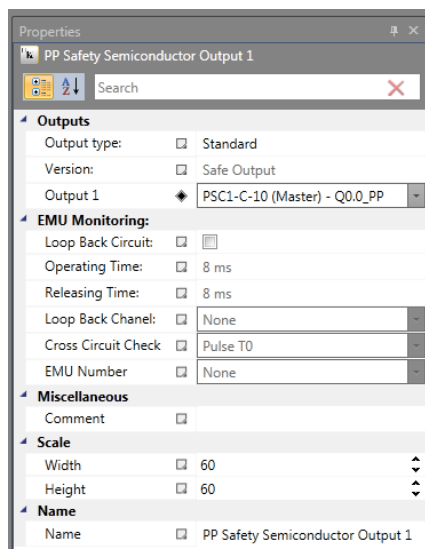 Properties
PP Safety Semiconductor Output 1
A Z Search
Outputs
Output type: Standard
Version: Safe Output
Output 1 PSC1-C-10 (Master) - Q0.0_PP
EMU Monitoring:
Loop Back Circuit:
Operating Time: 8 ms
Releasing Time: 8 ms
Loop Back Chanel: None
Cross Circuit Check Pulse T0
EMU Number None
Miscellaneous
Comment
Scale
Width 60
Height 60
Name
Name PP Safety Semiconductor Output 1